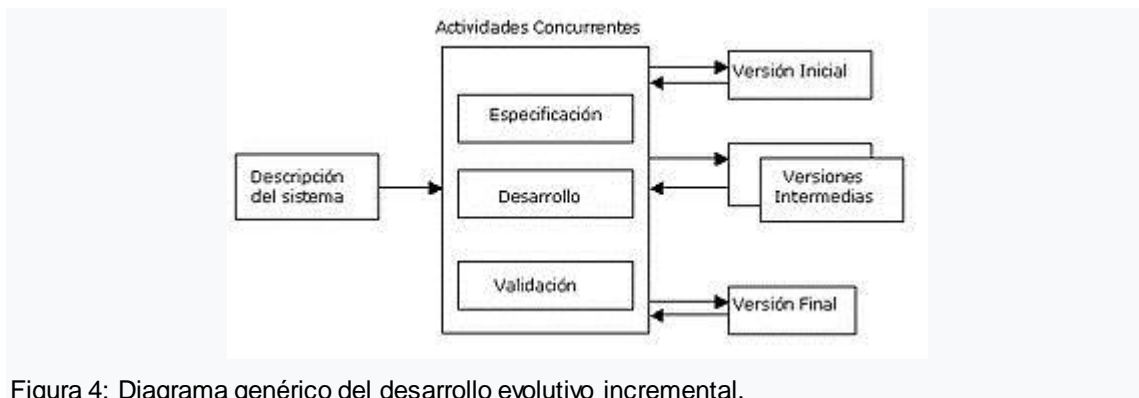 Actividades Concurrentes
Versión Inicial
Especificación
Descripción
del sistema
Desarrollo
Versiones
Intermedias
Validación
Versión Final
Figura 4: Diagrama genérico del desarrollo evolutivo incremental.